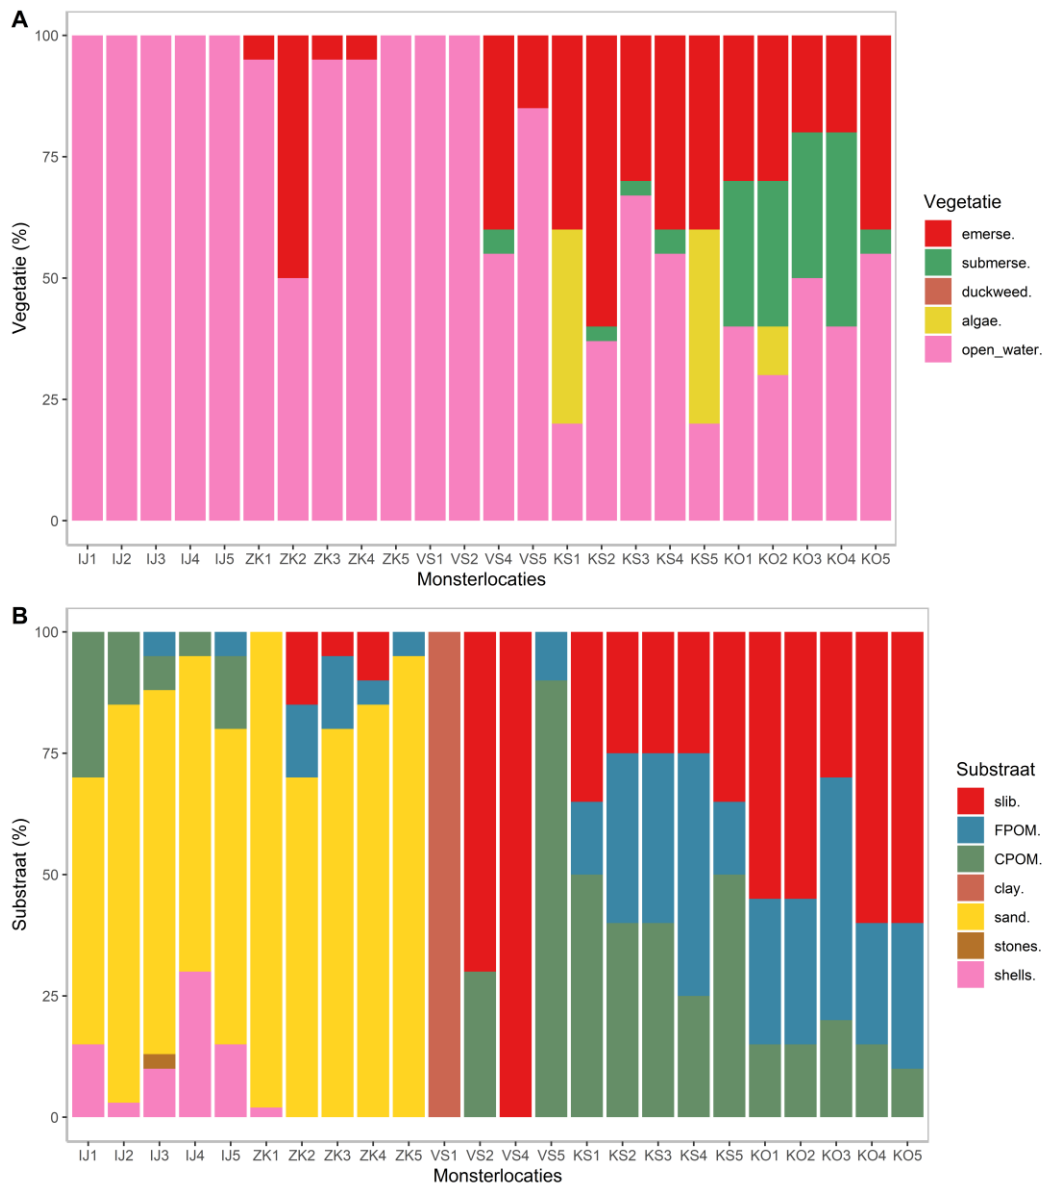 A
100
75
50
25
0
Vegetatie (%)
IJ1 IJ2 IJ3 IJ4 IJ5 ZK1 ZK2 ZK3 ZK4 ZK5 VS1 VS2 VS4 VS5 KS1 KS2 KS3 KS4 KS5 KO1 KO2 KO3 KO4 KO5
Monsterlocaties
Vegetatie
emerse.
submerse.
duckweed.
algae.
open_water.
B
100
75
50
25
0
Substraat (%)
IJ1 IJ2 IJ3 IJ4 IJ5 ZK1 ZK2 ZK3 ZK4 ZK5 VS1 VS2 VS4 VS5 KS1 KS2 KS3 KS4 KS5 KO1 KO2 KO3 KO4 KO5
Monsterlocaties
Substraat
slib.
FPOM.
CPOM.
clay.
sand.
stones.
shells.